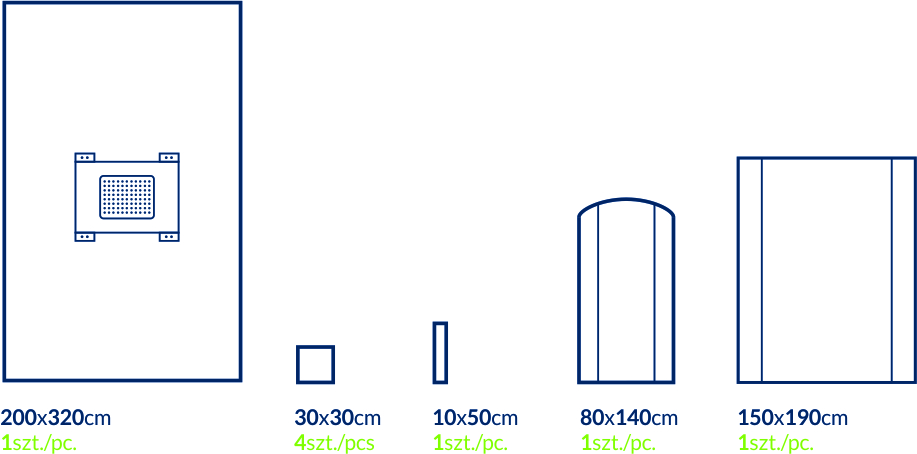 200x320cm
1szt./pc.
30x30cm
4szt./pcs
10x50cm
1szt./pc.
80x140cm
1szt./pc.
150x190cm
1szt./pc.